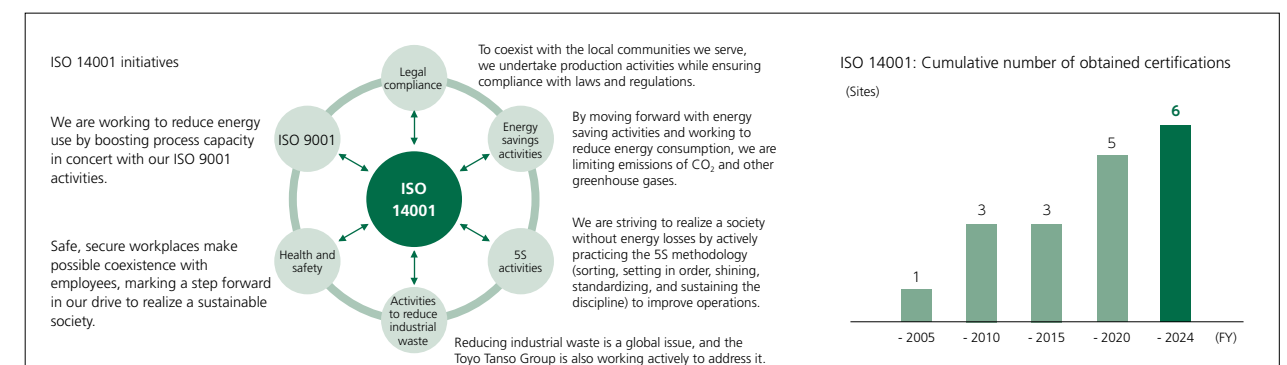 ISO 14001 initiatives
We are working to reduce energy
use by boosting process capacity
in concert with our ISO 9001
activities.
Safe, secure workplaces make
possible coexistence with
employees, marking a step forward
in our drive to realize a sustainable
society.
Legal
compliance
ISO 9001
Energy
savings
activities
ISO
14001
Health and
safety
5S
activities
Activities
to reduce
industrial
waste
To coexist with the local communities we serve,
we undertake production activities while ensuring
compliance with laws and regulations.
By moving forward with energy
saving activities and working to
reduce energy consumption, we are
limiting emissions of CO₂ and other
greenhouse gases.
We are striving to realize a society
without energy losses by actively
practicing the 5S methodology
(sorting, setting in order, shining,
standardizing, and sustaining the
discipline) to improve operations.
Reducing industrial waste is a global issue, and the
Toyo Tanso Group is also working actively to address it.
ISO 14001: Cumulative number of obtained certifications
(Sites)
1
3
3
5
6
- 2005 - 2010 - 2015 - 2020 - 2024 (FY)